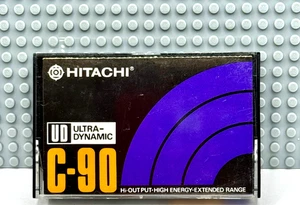 HITACHI
UD ULTRA-
DYNAMIC
C-90
HI-OUTPUT·HIGH ENERGY·EXTENDED RANGE